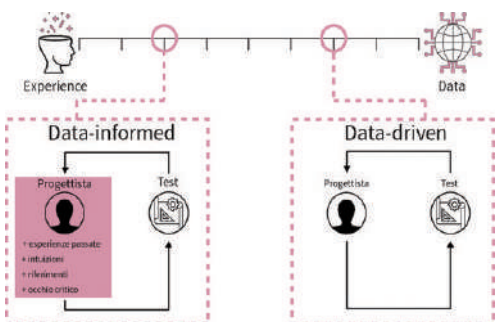 Experience
Data
Data-informed
Progettista
Test
+ esperienze passate
+ intuizioni
+ riferimenti
+ occhio critico
Data-driven
Progettista
Test